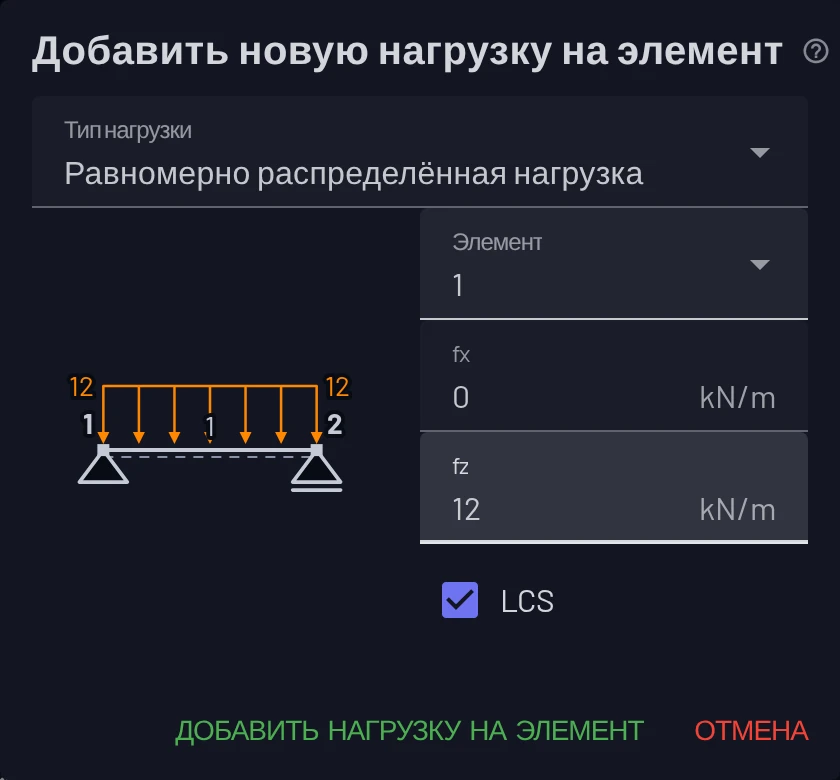 Добавить новую нагрузку на элемент
Тип нагрузки
Равномерно распределённая нагрузка
Элемент
1
fx
0 kN/m
fz
12 kN/m
LCS
12 12
1 1 2
ДОБАВИТЬ НАГРУЗКУ НА ЭЛЕМЕНТ ОТМЕНА